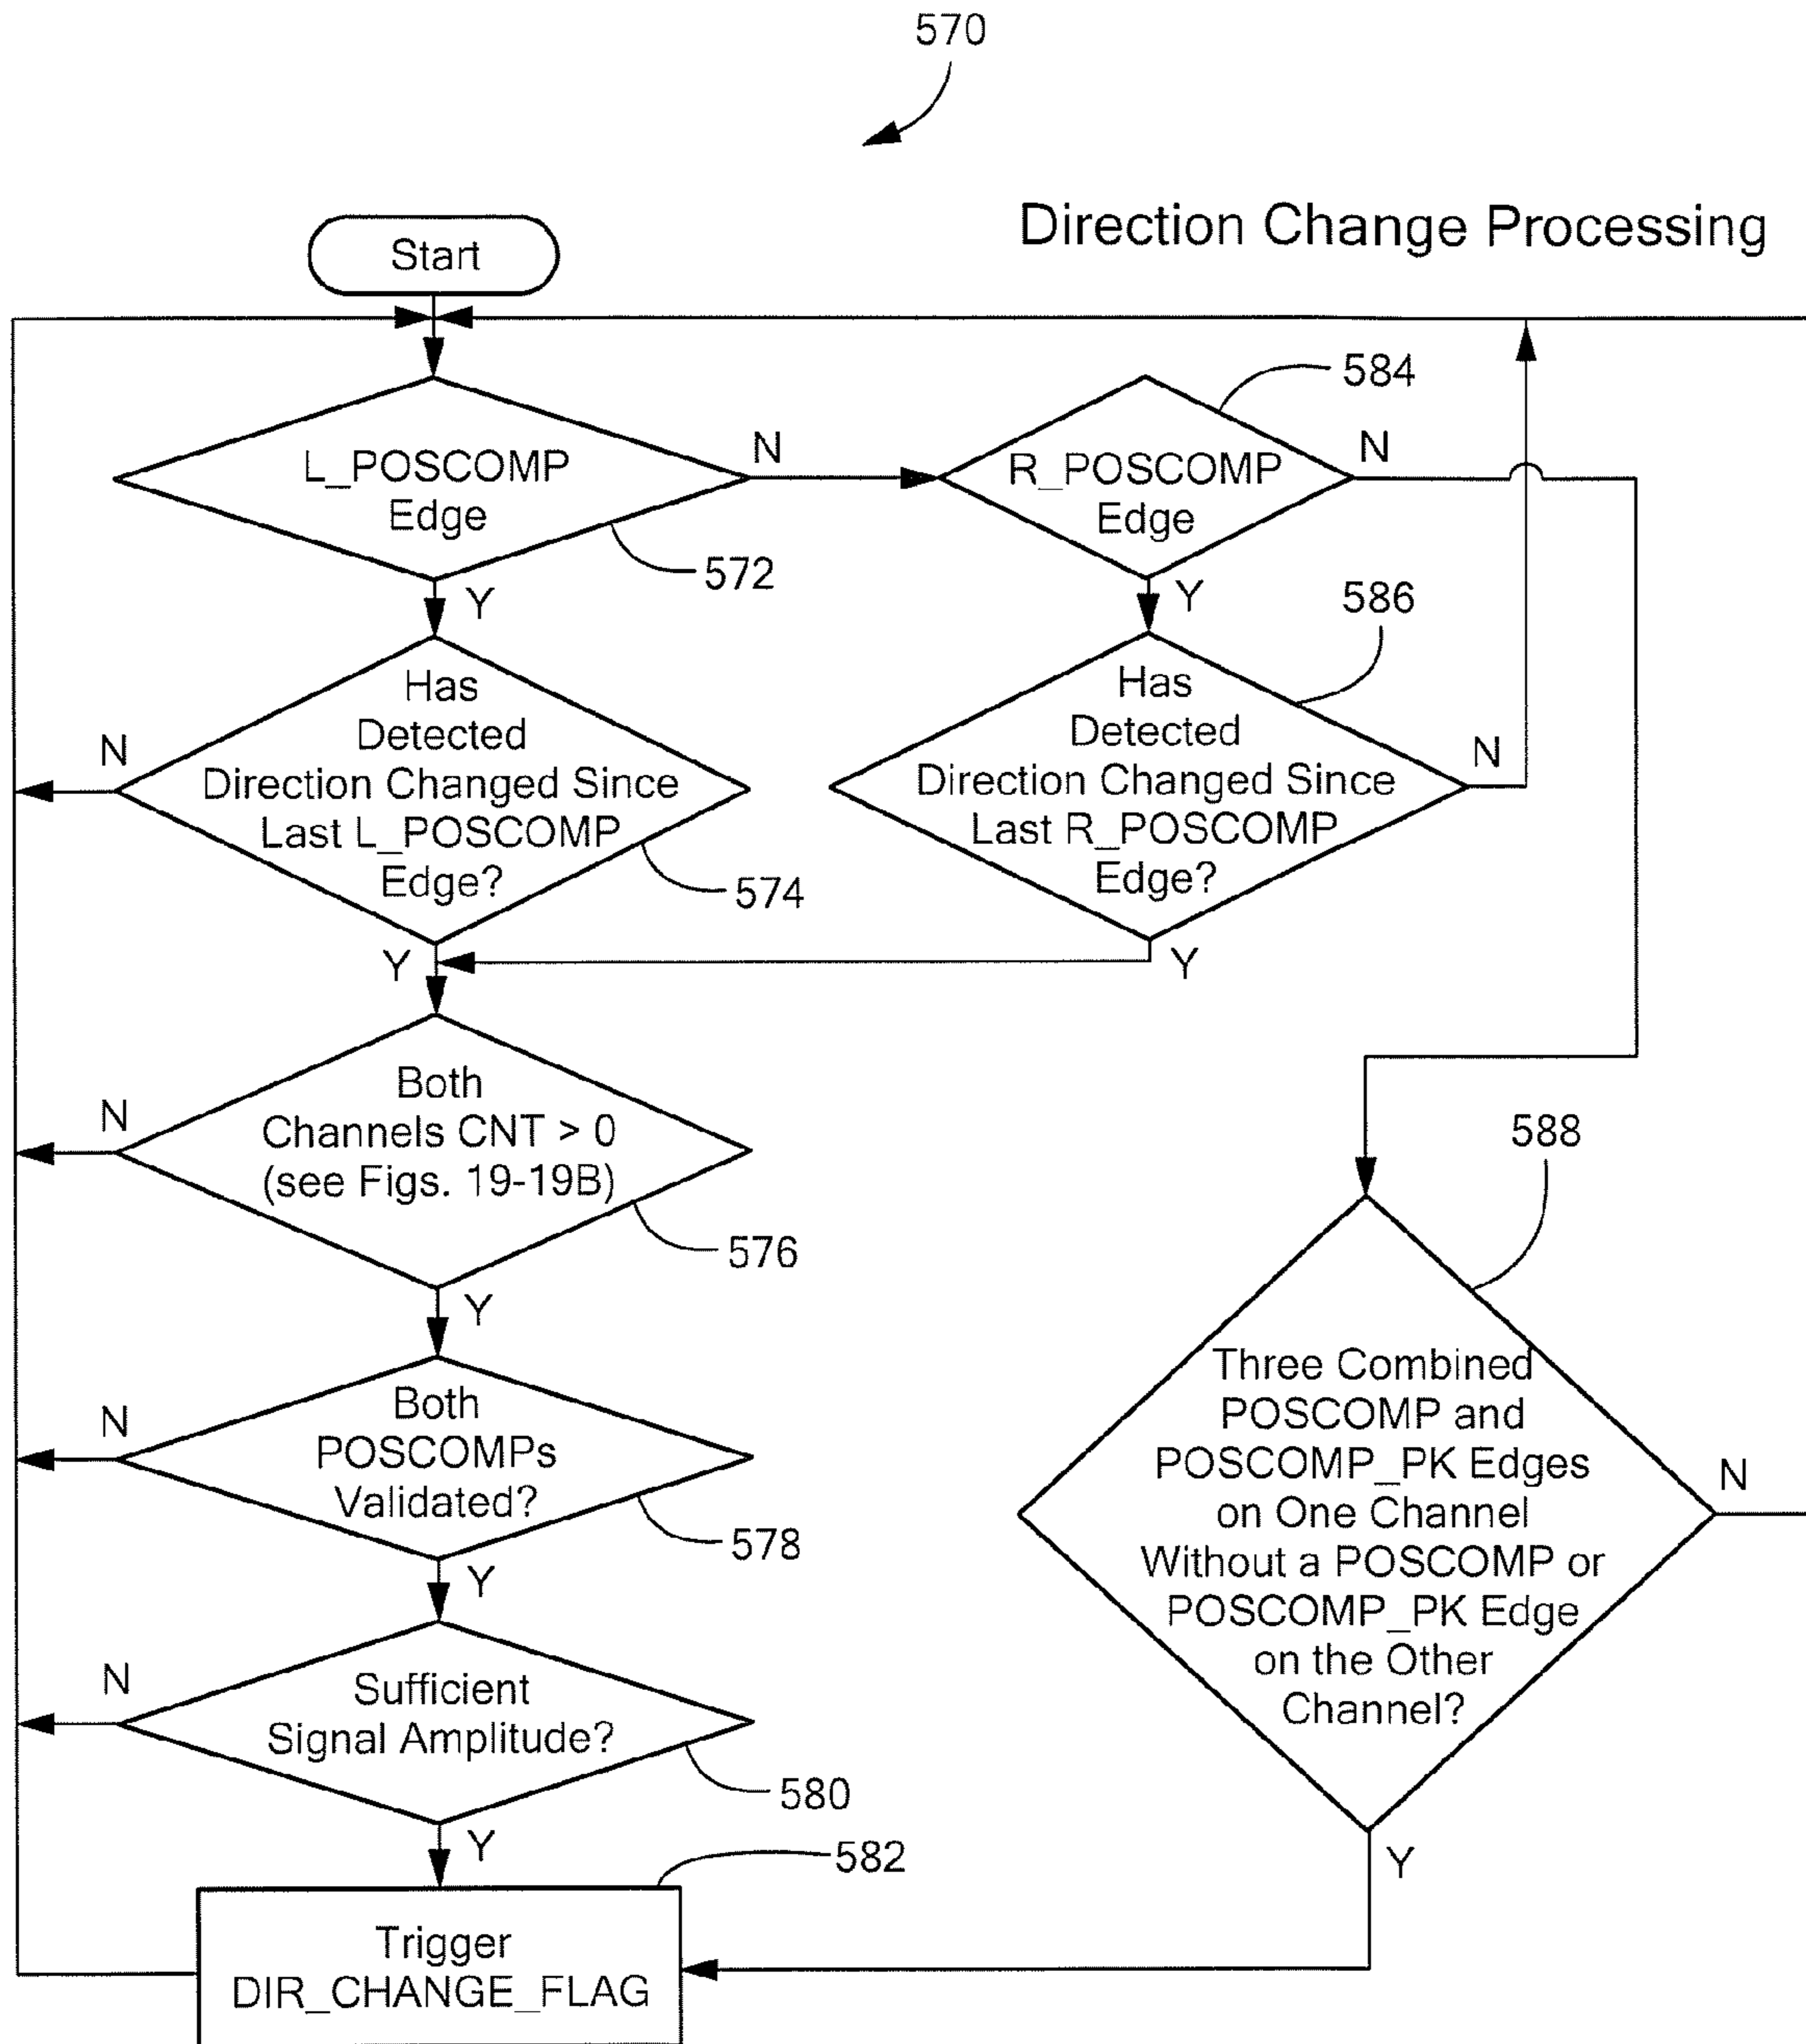 570
Direction Change Processing
Start
L_POSCOMP
Edge
572
N
Y
R_POSCOMP
Edge
584
N
Y
Has
Detected
Direction Changed Since
Last L_POSCOMP
Edge?
574
N
Y
Has
Detected
Direction Changed Since
Last R_POSCOMP
Edge?
586
N
Y
Both
Channels CNT > 0
(see Figs. 19-19B)
576
N
Y
Both
POSCOMPs
Validated?
578
N
Y
Sufficient
Signal Amplitude?
580
N
Y
588
Three Combined
POSCOMP and
POSCOMP_PK Edges
on One Channel
Without a POSCOMP or
POSCOMP_PK Edge
on the Other
Channel?
N
Y
582
Trigger
DIR_CHANGE_FLAG